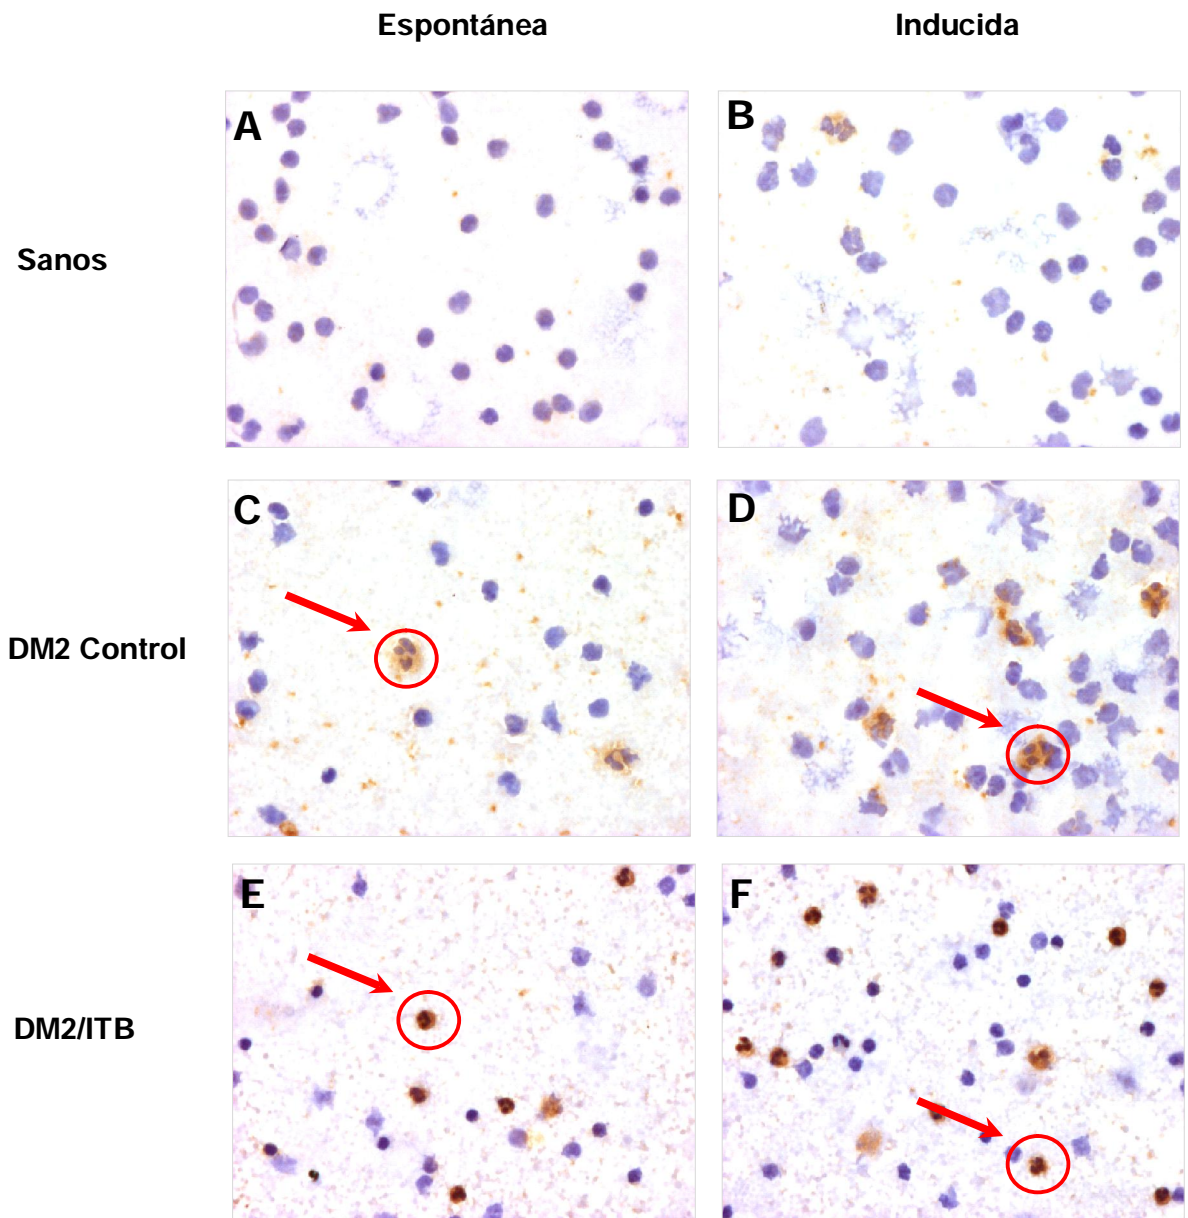 Espontánea Inducida
A B
Sanos
C D
DM2 Control
E F
DM2/ITB